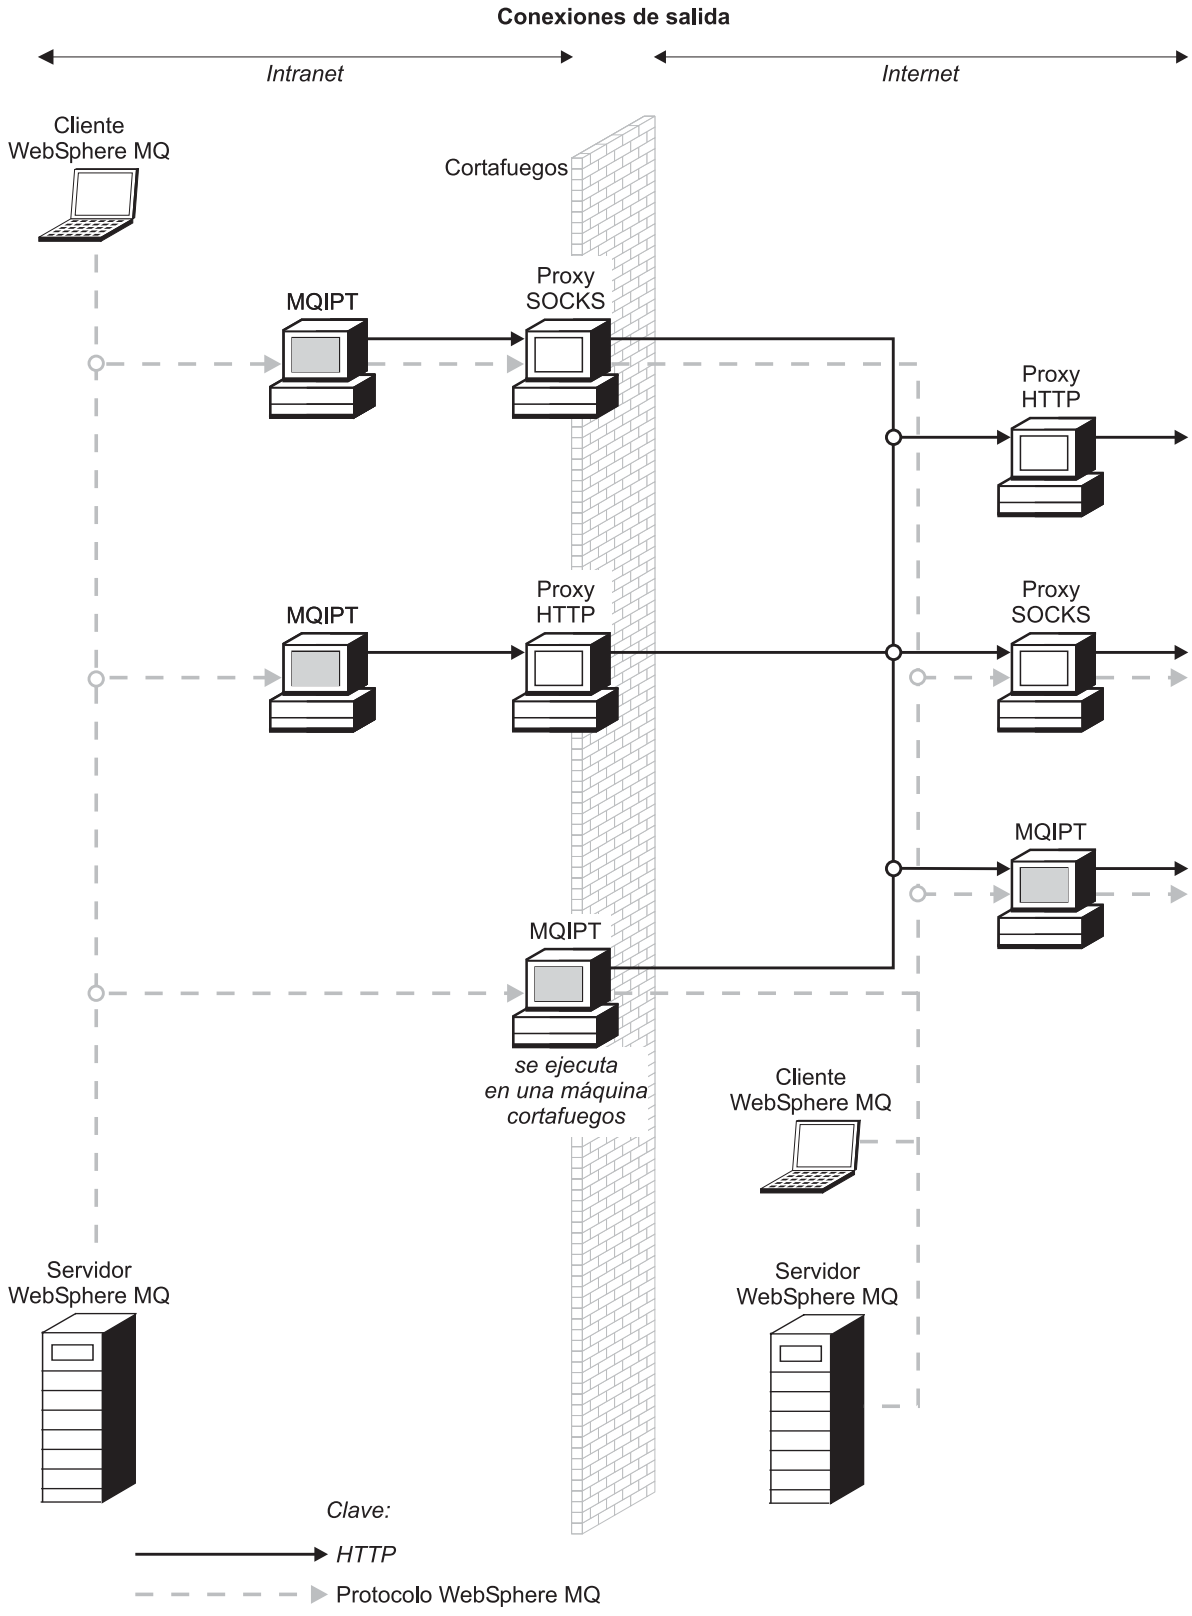 Conexiones de salida
Intranet
Internet
Cliente
WebSphere MQ
Cortafuegos
Proxy
SOCKS
MQIPT
Proxy
HTTP
Proxy
HTTP
MQIPT
Proxy
SOCKS
MQIPT
MQIPT
se ejecuta
en una máquina
cortafuegos
Cliente
WebSphere MQ
Servidor
WebSphere MQ
Servidor
WebSphere MQ
Clave:
HTTP
Protocolo WebSphere MQ